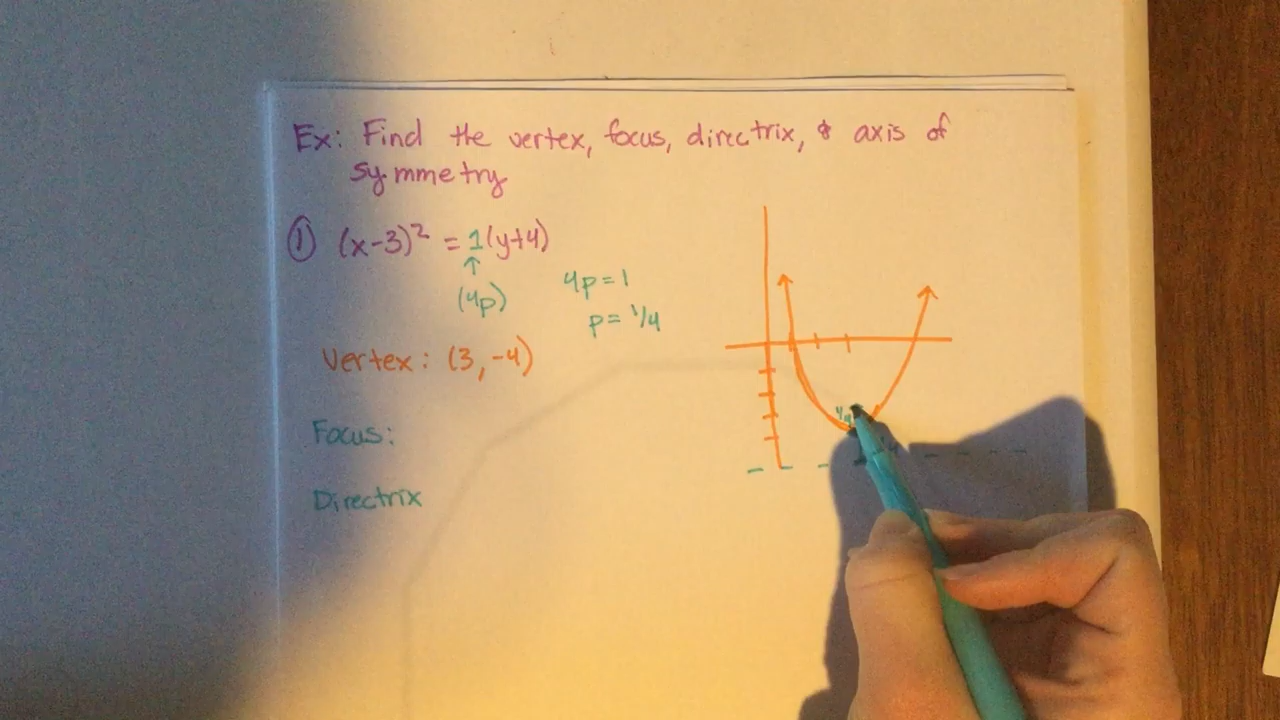 Ex: Find the vertex, focus, directrix, & axis of
symmetry
① (x-3)² = 1(y+4)
↑
(4p)
4p=1
p= 1/4
Vertex: (3,-4)
Focus:
Directrix